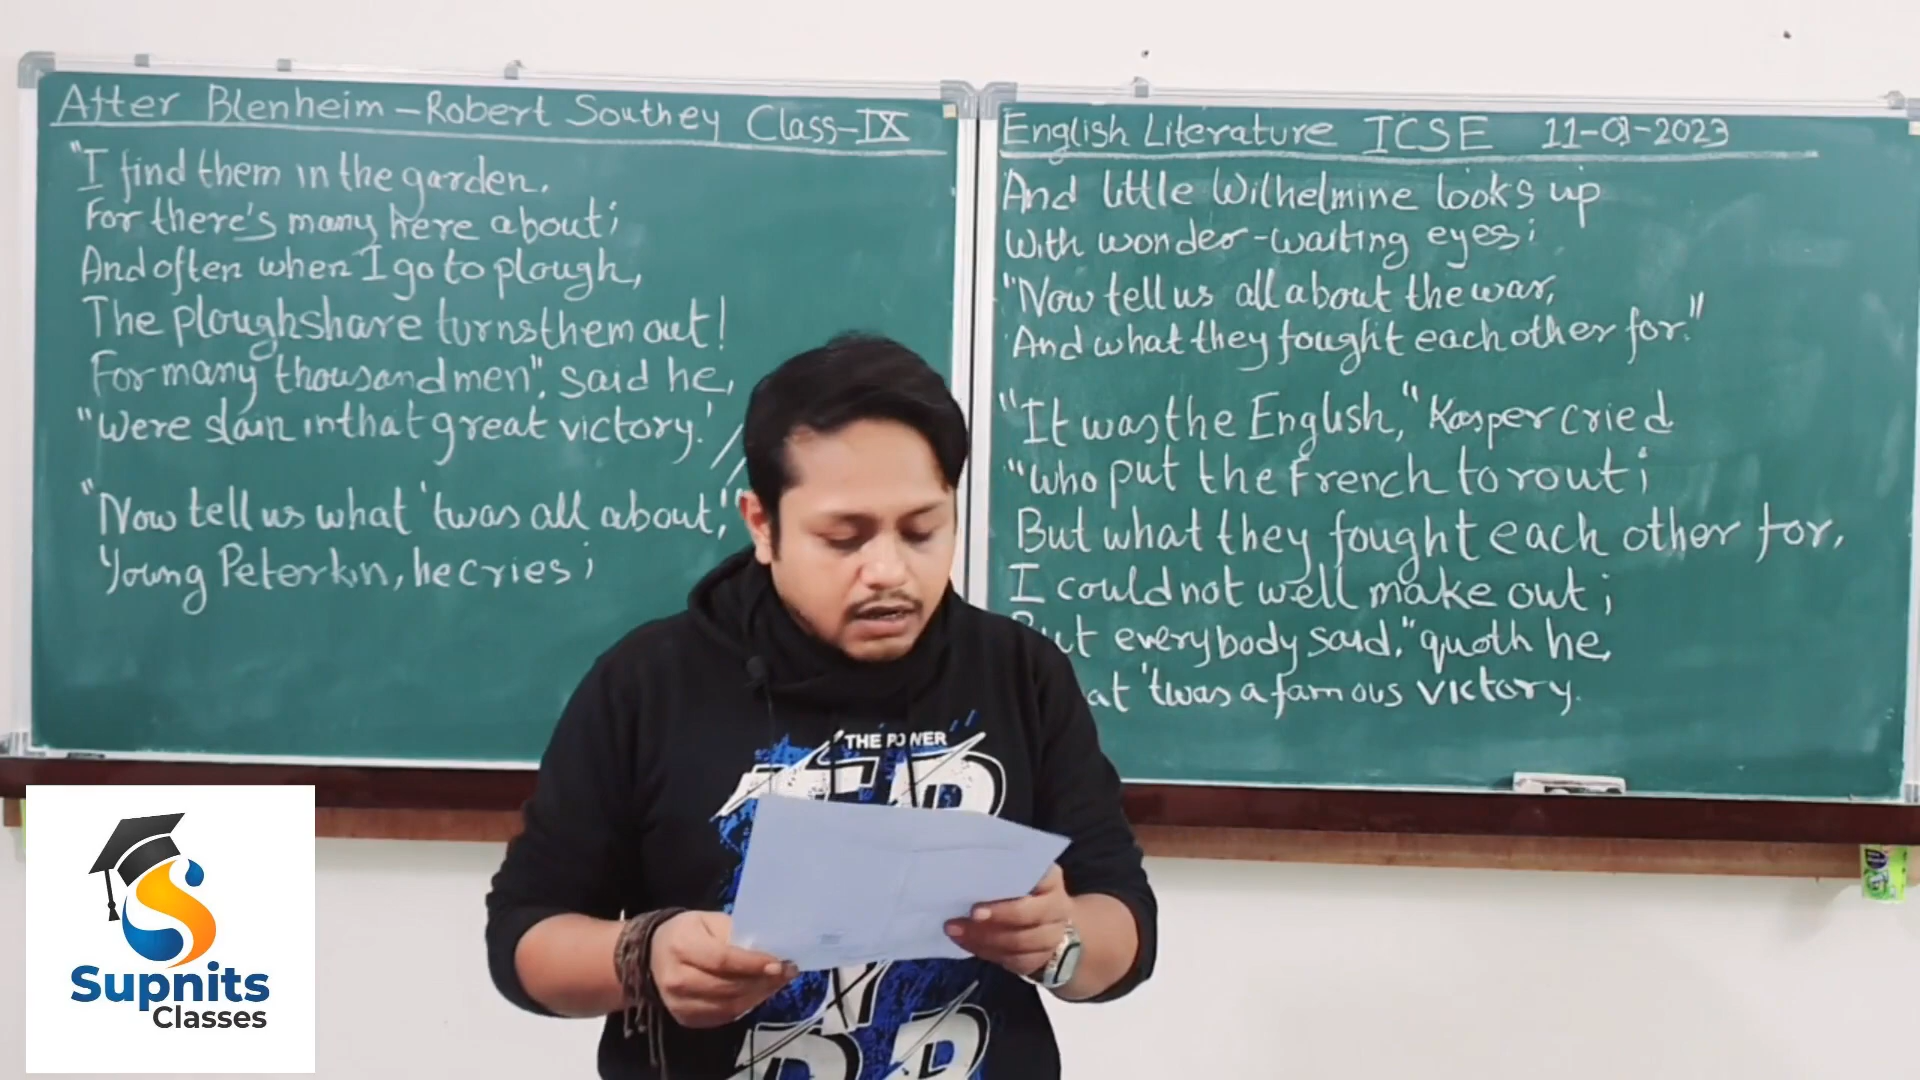 After Blenheim - Robert Southey Class-IX
"I find them in the garden.
For there's many here about;
And often when I go to plough,
The ploughshare turns them out!
For many thousand men", said he,
"Were slain in that great victory.'
"Now tell us what 'twas all about,"
Young Peterkin, he cries;
English Literature ICSE 11-01-2023
And little Wilhelmine looks up
With wonder-waiting eyes;
"Now tell us all about the war,
And what they fought each other for."
"It was the English," Kasper cried
"Who put the French to rout;
But what they fought each other for,
I could not well make out;
But everybody said," quoth he,
'twas a famous victory.
THE POWER
Supnits
Classes